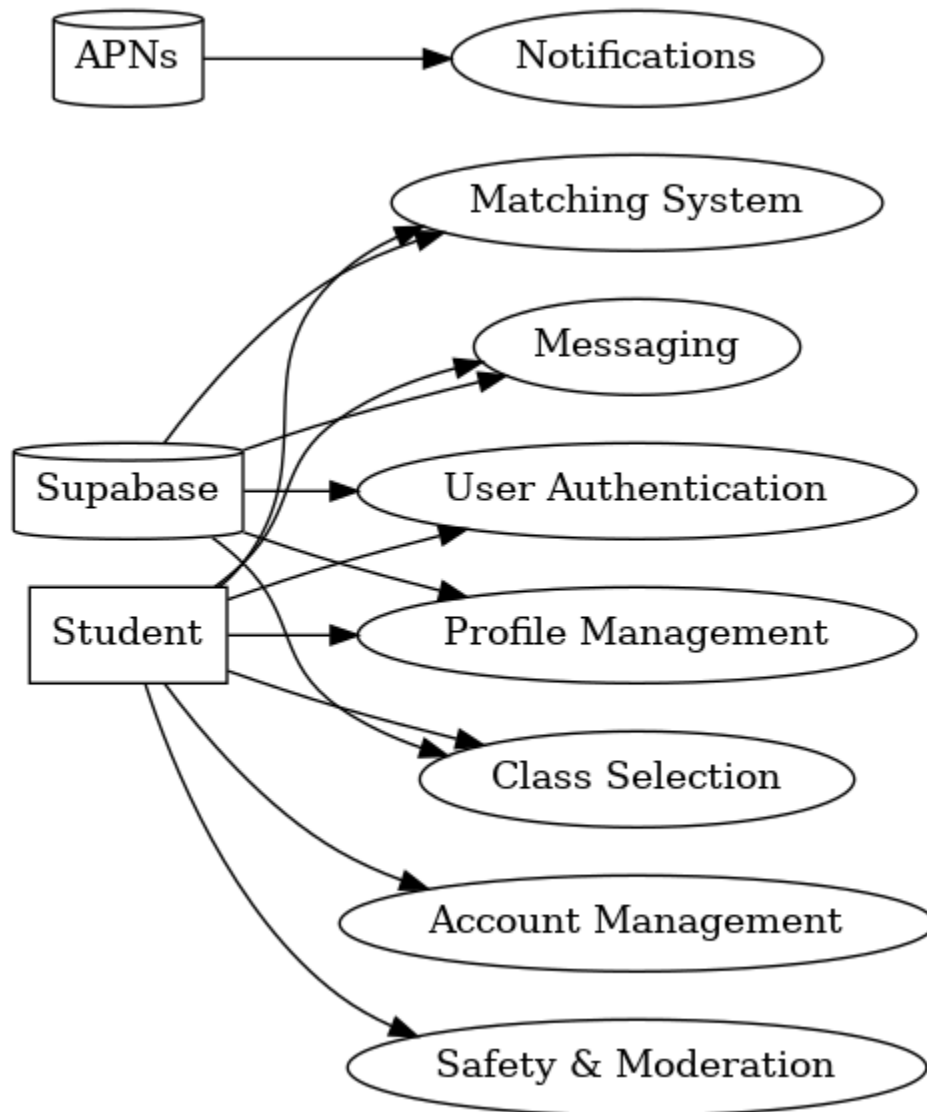 APNs
Notifications
Matching System
Messaging
Supabase
User Authentication
Student
Profile Management
Class Selection
Account Management
Safety & Moderation